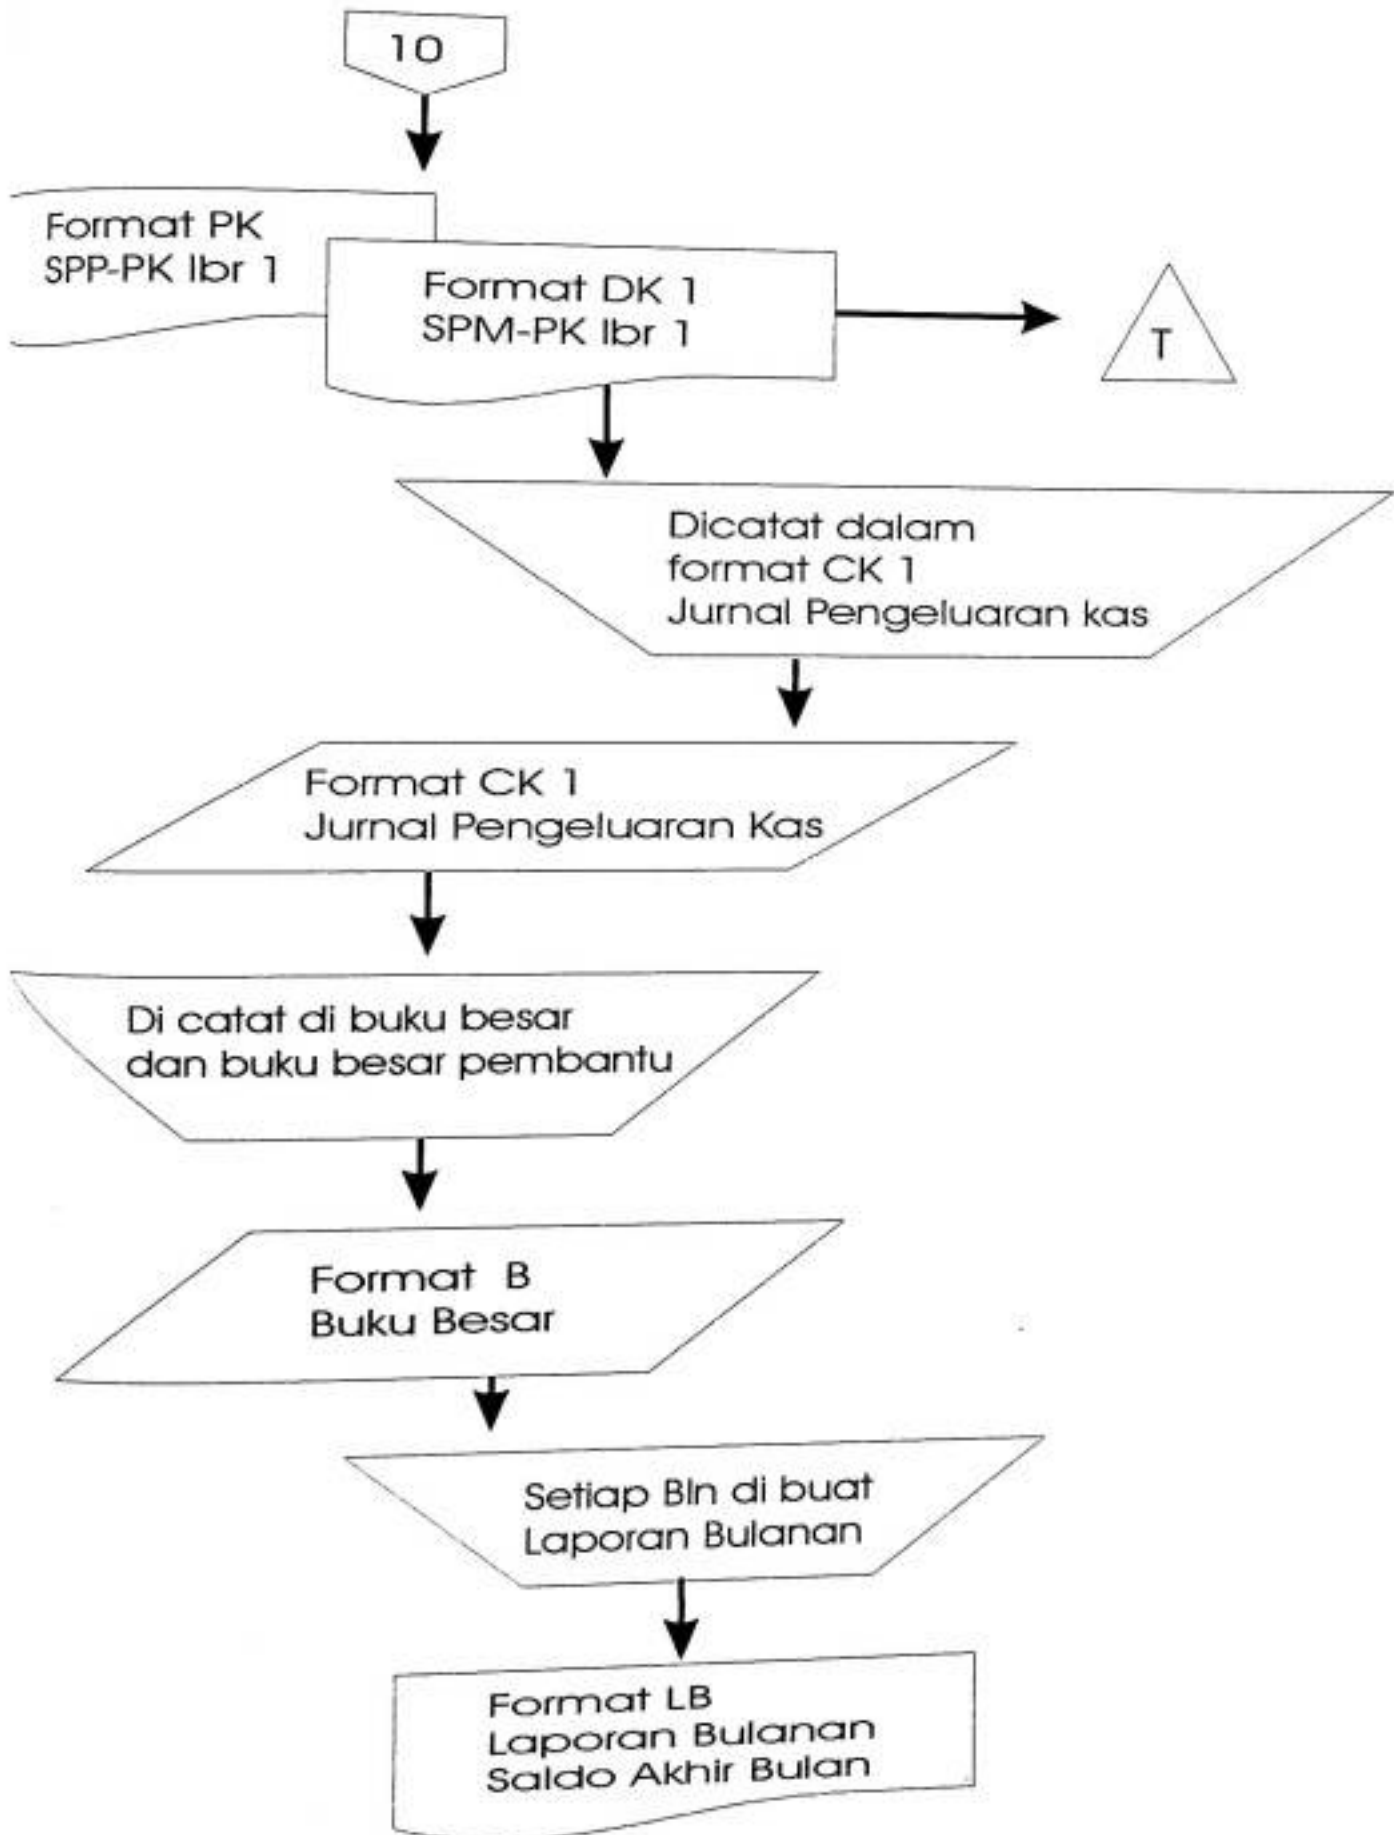 10
Format PK
SPP-PK lbr 1
Format DK 1
SPM-PK lbr 1
T
Dicatat dalam
format CK 1
Jurnal Pengeluaran kas
Format CK 1
Jurnal Pengeluaran Kas
Di catat di buku besar
dan buku besar pembantu
Format B
Buku Besar
Setiap Bln di buat
Laporan Bulanan
Format LB
Laporan Bulanan
Saldo Akhir Bulan